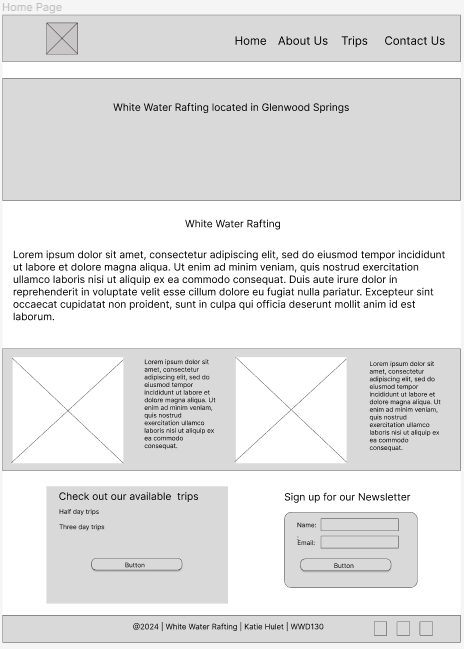 Home Page
Home About Us Trips Contact Us
White Water Rafting located in Glenwood Springs
White Water Rafting
Lorem ipsum dolor sit amet, consectetur adipiscing elit, sed do eiusmod tempor incididunt
ut labore et dolore magna aliqua. Ut enim ad minim veniam, quis nostrud exercitation
ullamco laboris nisi ut aliquip ex ea commodo consequat. Duis aute irure dolor in
reprehenderit in voluptate velit esse cillum dolore eu fugiat nulla pariatur. Excepteur sint
occaecat cupidatat non proident, sunt in culpa qui officia deserunt mollit anim id est
laborum.
Lorem ipsum dolor sit
amet, consectetur
adipiscing elit, sed do
eiusmod tempor
incididunt ut labore et
dolore magna aliqua. Ut
enim ad minim veniam,
quis nostrud
exercitation ullamco
laboris nisi ut aliquip ex
ea commodo
consequat.
Lorem ipsum dolor sit
amet, consectetur
adipiscing elit, sed do
eiusmod tempor
incididunt ut labore et
dolore magna aliqua. Ut
enim ad minim veniam,
quis nostrud
exercitation ullamco
laboris nisi ut aliquip ex
ea commodo
consequat.
Check out our available trips
Half day trips
Three day trips
Button
Sign up for our Newsletter
Name:
Email:
Button
@2024 | White Water Rafting | Katie Hulet | WWD130